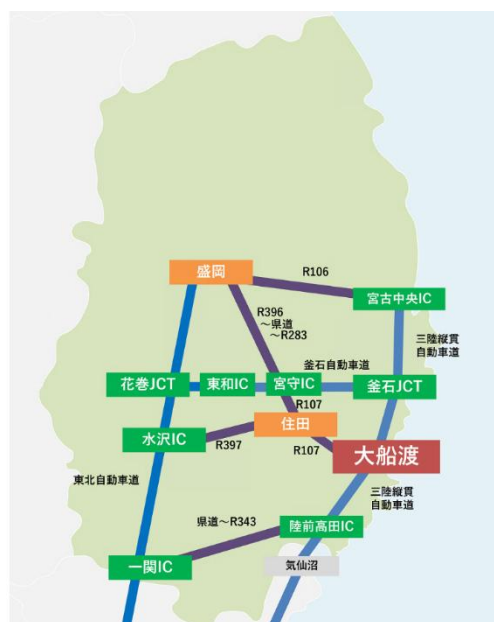 盛岡
R106
宮古中央IC
R396
～県道
～R283
三陸縦貫
自動車道
釜石自動車道
花巻JCT
東和IC
宮守IC
釜石JCT
R107
住田
水沢IC
R397
R107
大船渡
東北自動車道
三陸縦貫
自動車道
県道～R343
陸前高田IC
一関IC
気仙沼